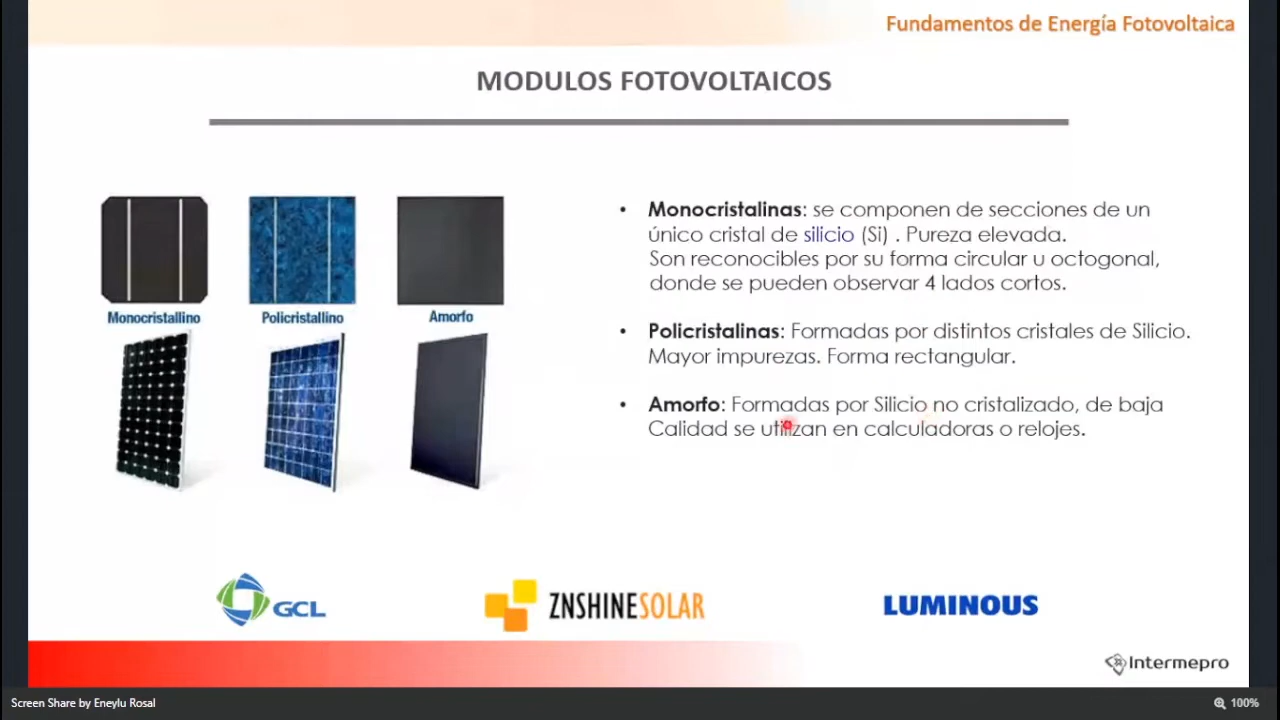 Fundamentos de Energía Fotovoltaica
MODULOS FOTOVOLTAICOS
Monocristallino
Policristallino
Amorfo
• Monocristalinas: se componen de secciones de un
único cristal de silicio (Si) . Pureza elevada.
Son reconocibles por su forma circular u octogonal,
donde se pueden observar 4 lados cortos.
• Policristalinas: Formadas por distintos cristales de Silicio.
Mayor impurezas. Forma rectangular.
• Amorfo: Formadas por Silicio no cristalizado, de baja
Calidad se utilizan en calculadoras o relojes.
GCL
ZNSHINESOLAR
LUMINOUS
Intermepro
Screen Share by Eneylu Rosal
100%